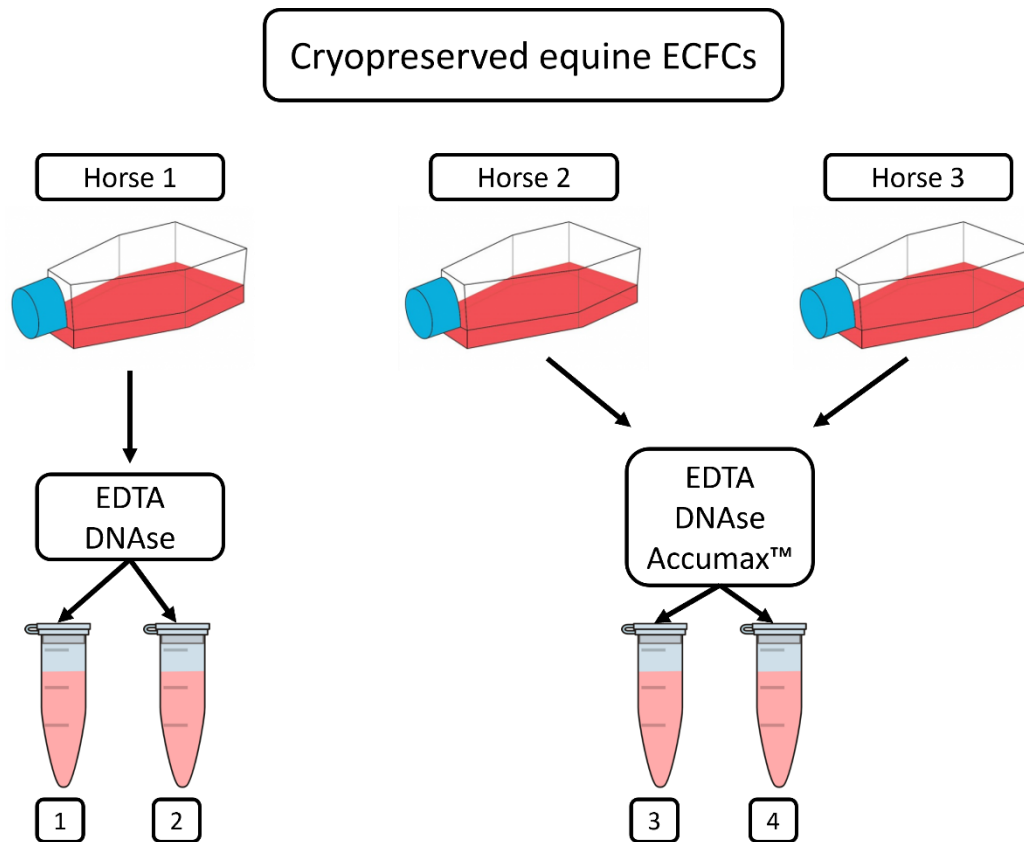 Cryopreserved equine ECFCs
Horse 1
Horse 2
Horse 3
EDTA
DNAse
EDTA
DNAse
Accumax™
1
2
3
4